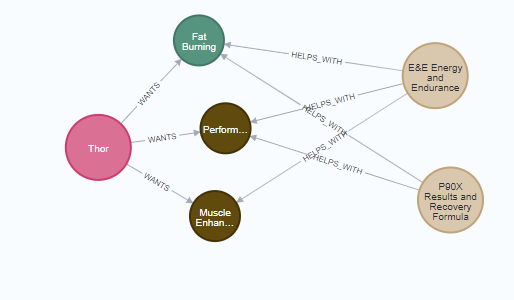 Fat
Burning
HELPS_WITH
E&E Energy
and
Endurance
WANTS
HELPS_WITH
Perform...
HELPS_WITH
WANTS
Thor
HELPS_WITH
HELPS_WITH
WANTS
P90X
Results and
Recovery
Formula
Muscle
Enhan...